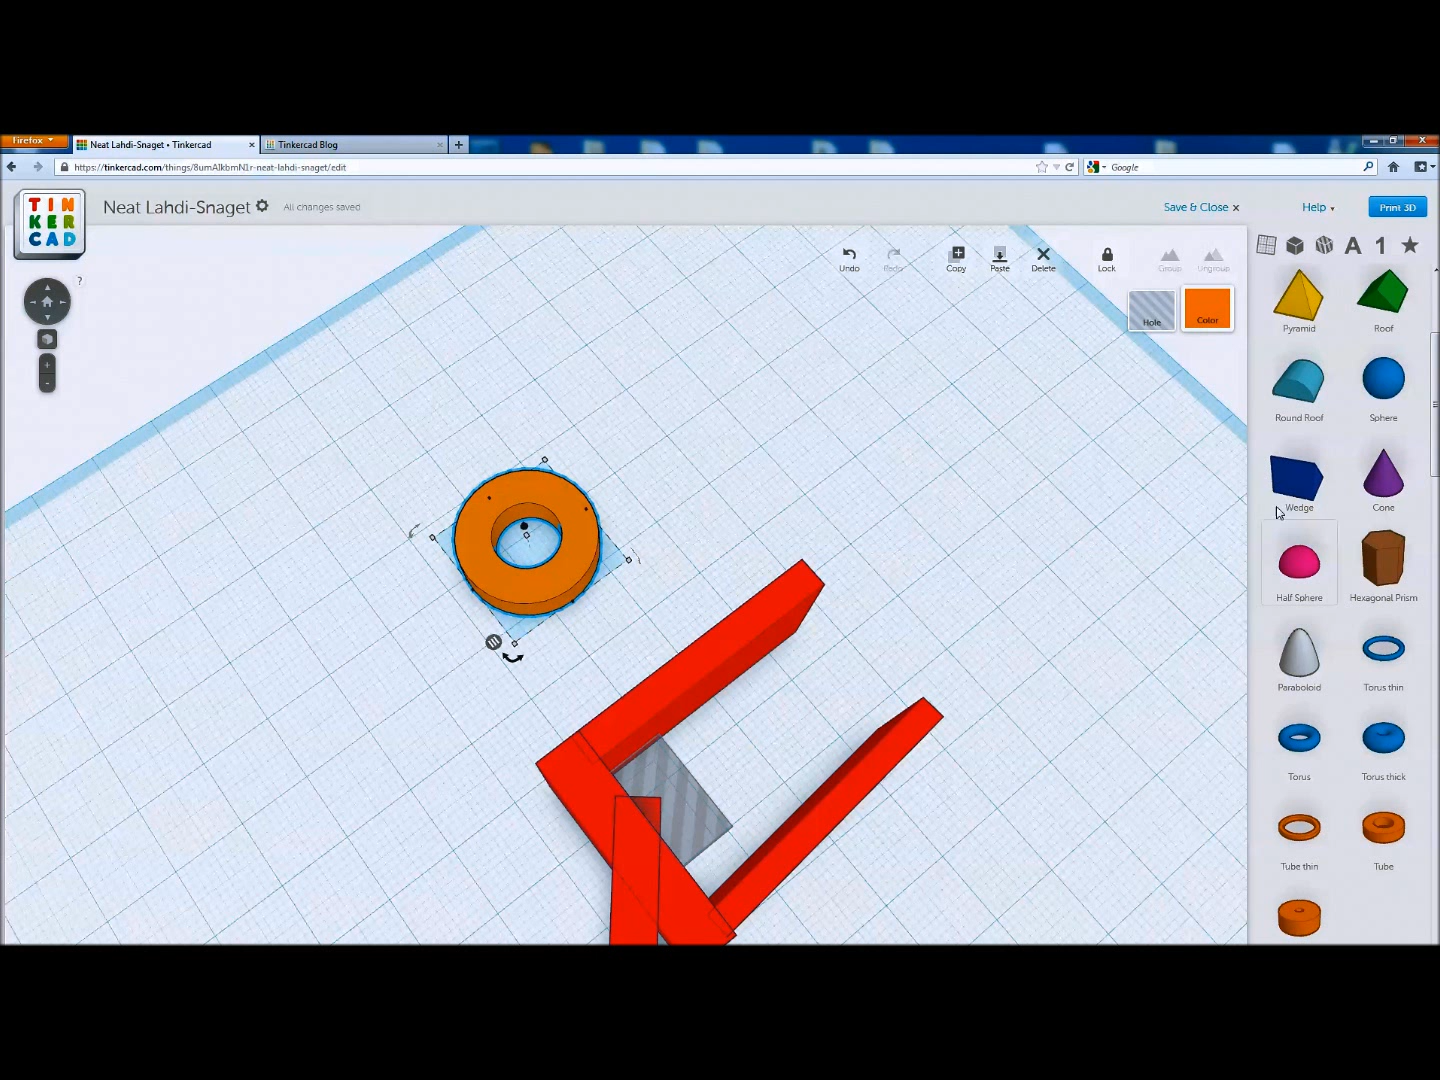 Firefox
Neat Lahdi-Snaget • Tinkercad
Tinkercad Blog
https://tinkercad.com/things/8umAlkbmN1r-neat-lahdi-snaget/edit
Google
TIN
KER
CAD
Neat Lahdi-Snaget
All changes saved
Save & Close ×
Help
Print 3D
?
Undo
Redo
Copy
Paste
Delete
Lock
Group
Ungroup
Hole
Color
A 1
Pyramid
Roof
Round Roof
Sphere
Wedge
Cone
Half Sphere
Hexagonal Prism
Paraboloid
Torus thin
Torus
Torus thick
Tube thin
Tube